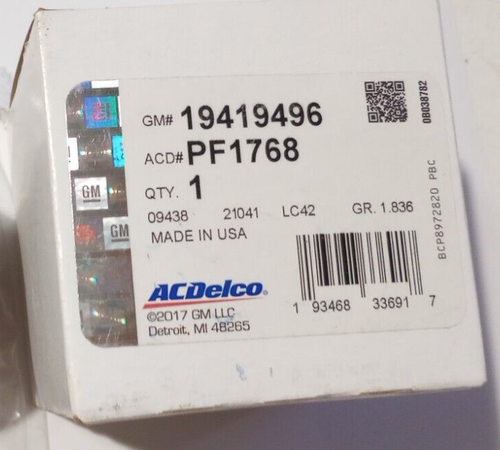 GM# 19419496
ACD# PF1768
QTY. 1
09438 21041 LC42 GR. 1.836
MADE IN USA
ACDelco
©2017 GM LLC
Detroit, MI 48265
1 93468 33691 7
0B038782
BCP8972820 PBC
GM
GM